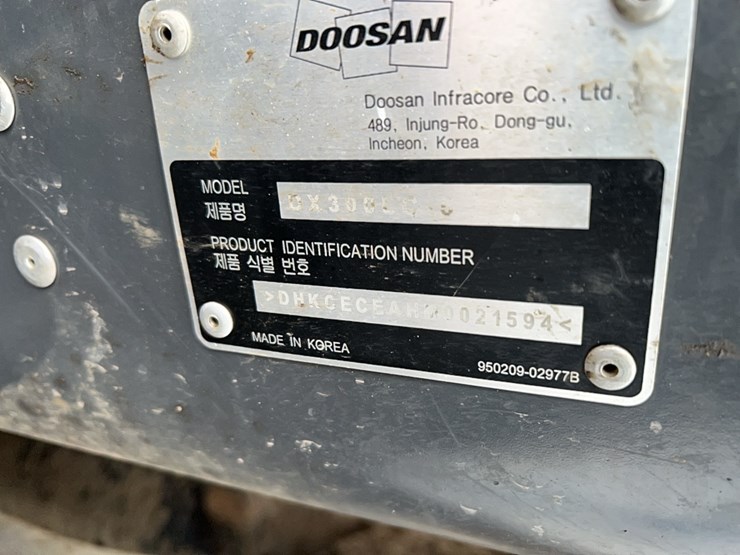 DOOSAN
Doosan Infracore Co., Ltd.
489, Injung-Ro, Dong-gu,
Incheon, Korea
MODEL
제품명
PRODUCT IDENTIFICATION NUMBER
제품 식별 번호
MADE IN KOREA
950209-02977B